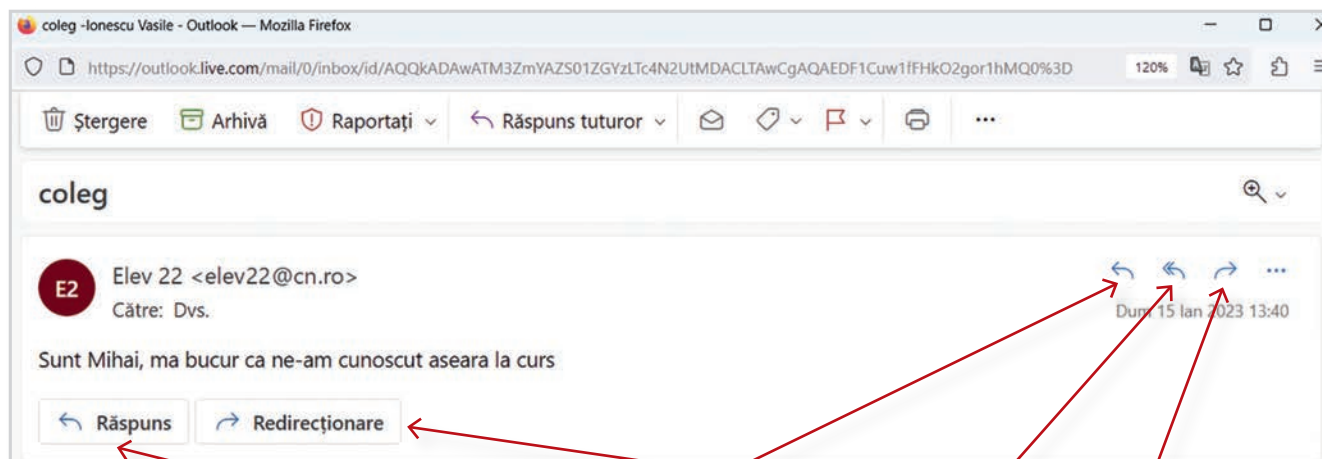 coleg -Ionescu Vasile - Outlook — Mozilla Firefox
https://outlook.live.com/mail/0/inbox/id/AQQkADAwATM3ZmYAZS01ZGYzLTc4N2UtMDACLTAwCgAQAEDF1Cuw1fFHkO2gor1hMQ0%3D 120%
Ștergere Arhivă Raportați Răspuns tuturor
coleg
E2 Elev 22 <elev22@cn.ro>
Către: Dvs.
Dum 15 Ian 2023 13:40
Sunt Mihai, ma bucur ca ne-am cunoscut aseara la curs
Răspuns Redirecționare